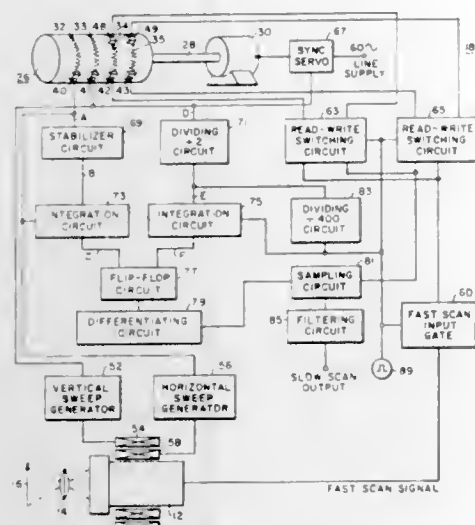 32 33 48 34 49
35
30
67
28
SYNC
SERVO
60
LINE
SUPPLY
26
40 41 42 43
A
D
63
65
69
STABILIZER
CIRCUIT
71
DIVIDING
÷2
CIRCUIT
READ-WRITE
SWITCHING
CIRCUIT
READ-WRITE
SWITCHING
CIRCUIT
B
E
73
INTEGRATION
CIRCUIT
75
INTEGRATION
CIRCUIT
83
DIVIDING
÷400
CIRCUIT
F
77
FLIP-FLOP
CIRCUIT
81
SAMPLING
CIRCUIT
60
FAST SCAN
INPUT
GATE
79
DIFFERENTIATING
CIRCUIT
85
FILTERING
CIRCUIT
SLOW SCAN
OUTPUT
89
52
VERTICAL
SWEEP
GENERATOR
56
HORIZONTAL
SWEEP
GENERATOR
54
58
14
12
FAST SCAN SIGNAL